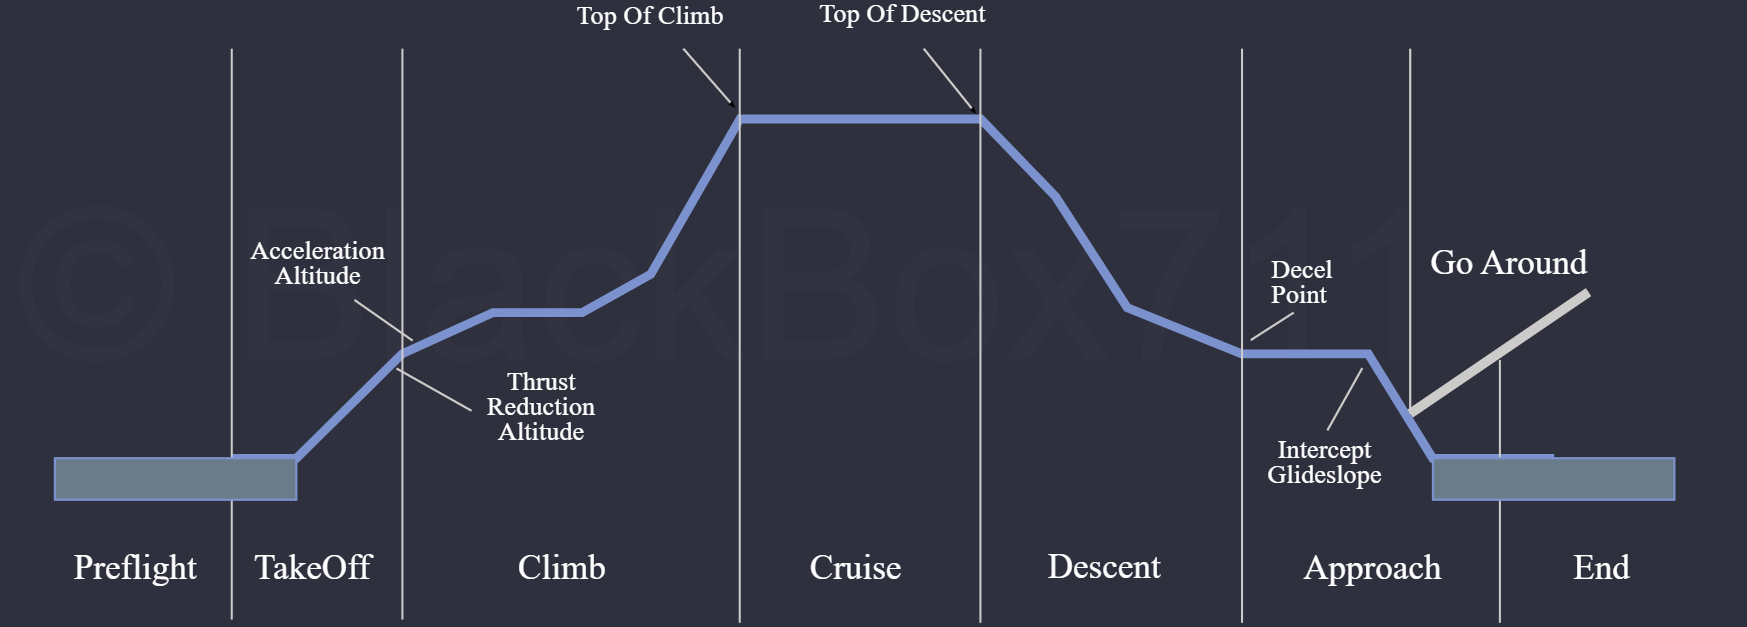 Top Of Climb
Top Of Descent
© BlackBox711
Acceleration
Altitude
Thrust
Reduction
Altitude
Decel
Point
Go Around
Intercept
Glideslope
Preflight
TakeOff
Climb
Cruise
Descent
Approach
End